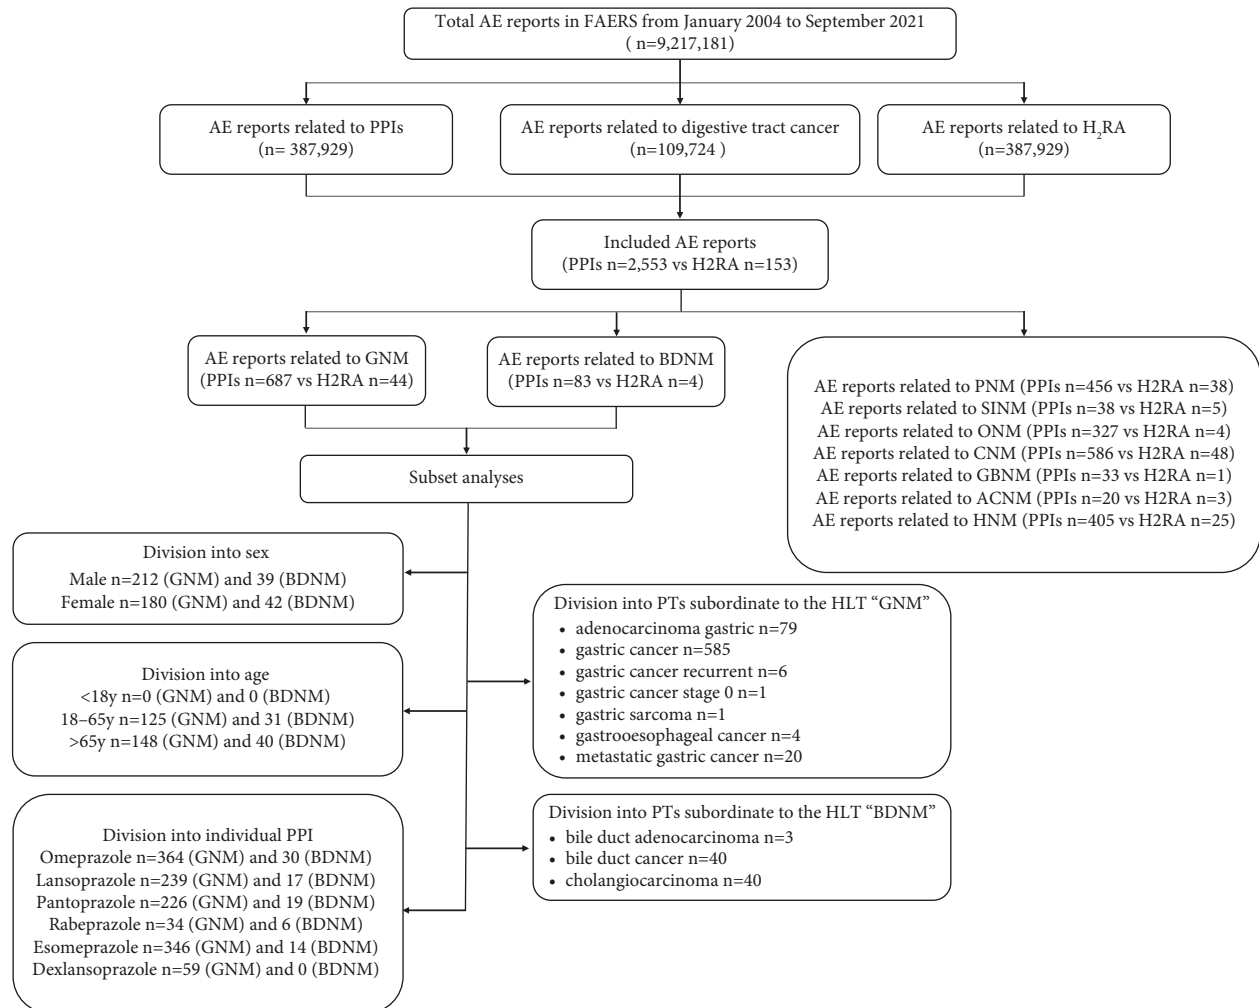 Total AE reports in FAERS from January 2004 to September 2021
( n=9,217,181)
AE reports related to PPIs
(n= 387,929)
AE reports related to digestive tract cancer
(n=109,724 )
AE reports related to H₂RA
(n=387,929)
Included AE reports
(PPIs n=2,553 vs H2RA n=153)
AE reports related to GNM
(PPIs n=687 vs H2RA n=44)
AE reports related to BDNM
(PPIs n=83 vs H2RA n=4)
AE reports related to PNM (PPIs n=456 vs H2RA n=38)
AE reports related to SINM (PPIs n=38 vs H2RA n=5)
AE reports related to ONM (PPIs n=327 vs H2RA n=4)
AE reports related to CNM (PPIs n=586 vs H2RA n=48)
AE reports related to GBNM (PPIs n=33 vs H2RA n=1)
AE reports related to ACNM (PPIs n=20 vs H2RA n=3)
AE reports related to HNM (PPIs n=405 vs H2RA n=25)
Subset analyses
Division into sex
Male n=212 (GNM) and 39 (BDNM)
Female n=180 (GNM) and 42 (BDNM)
Division into age
<18y n=0 (GNM) and 0 (BDNM)
18–65y n=125 (GNM) and 31 (BDNM)
>65y n=148 (GNM) and 40 (BDNM)
Division into individual PPI
Omeprazole n=364 (GNM) and 30 (BDNM)
Lansoprazole n=239 (GNM) and 17 (BDNM)
Pantoprazole n=226 (GNM) and 19 (BDNM)
Rabeprazole n=34 (GNM) and 6 (BDNM)
Esomeprazole n=346 (GNM) and 14 (BDNM)
Dexlansoprazole n=59 (GNM) and 0 (BDNM)
Division into PTs subordinate to the HLT “GNM”
• adenocarcinoma gastric n=79
• gastric cancer n=585
• gastric cancer recurrent n=6
• gastric cancer stage 0 n=1
• gastric sarcoma n=1
• gastrooesophageal cancer n=4
• metastatic gastric cancer n=20
Division into PTs subordinate to the HLT “BDNM”
• bile duct adenocarcinoma n=3
• bile duct cancer n=40
• cholangiocarcinoma n=40